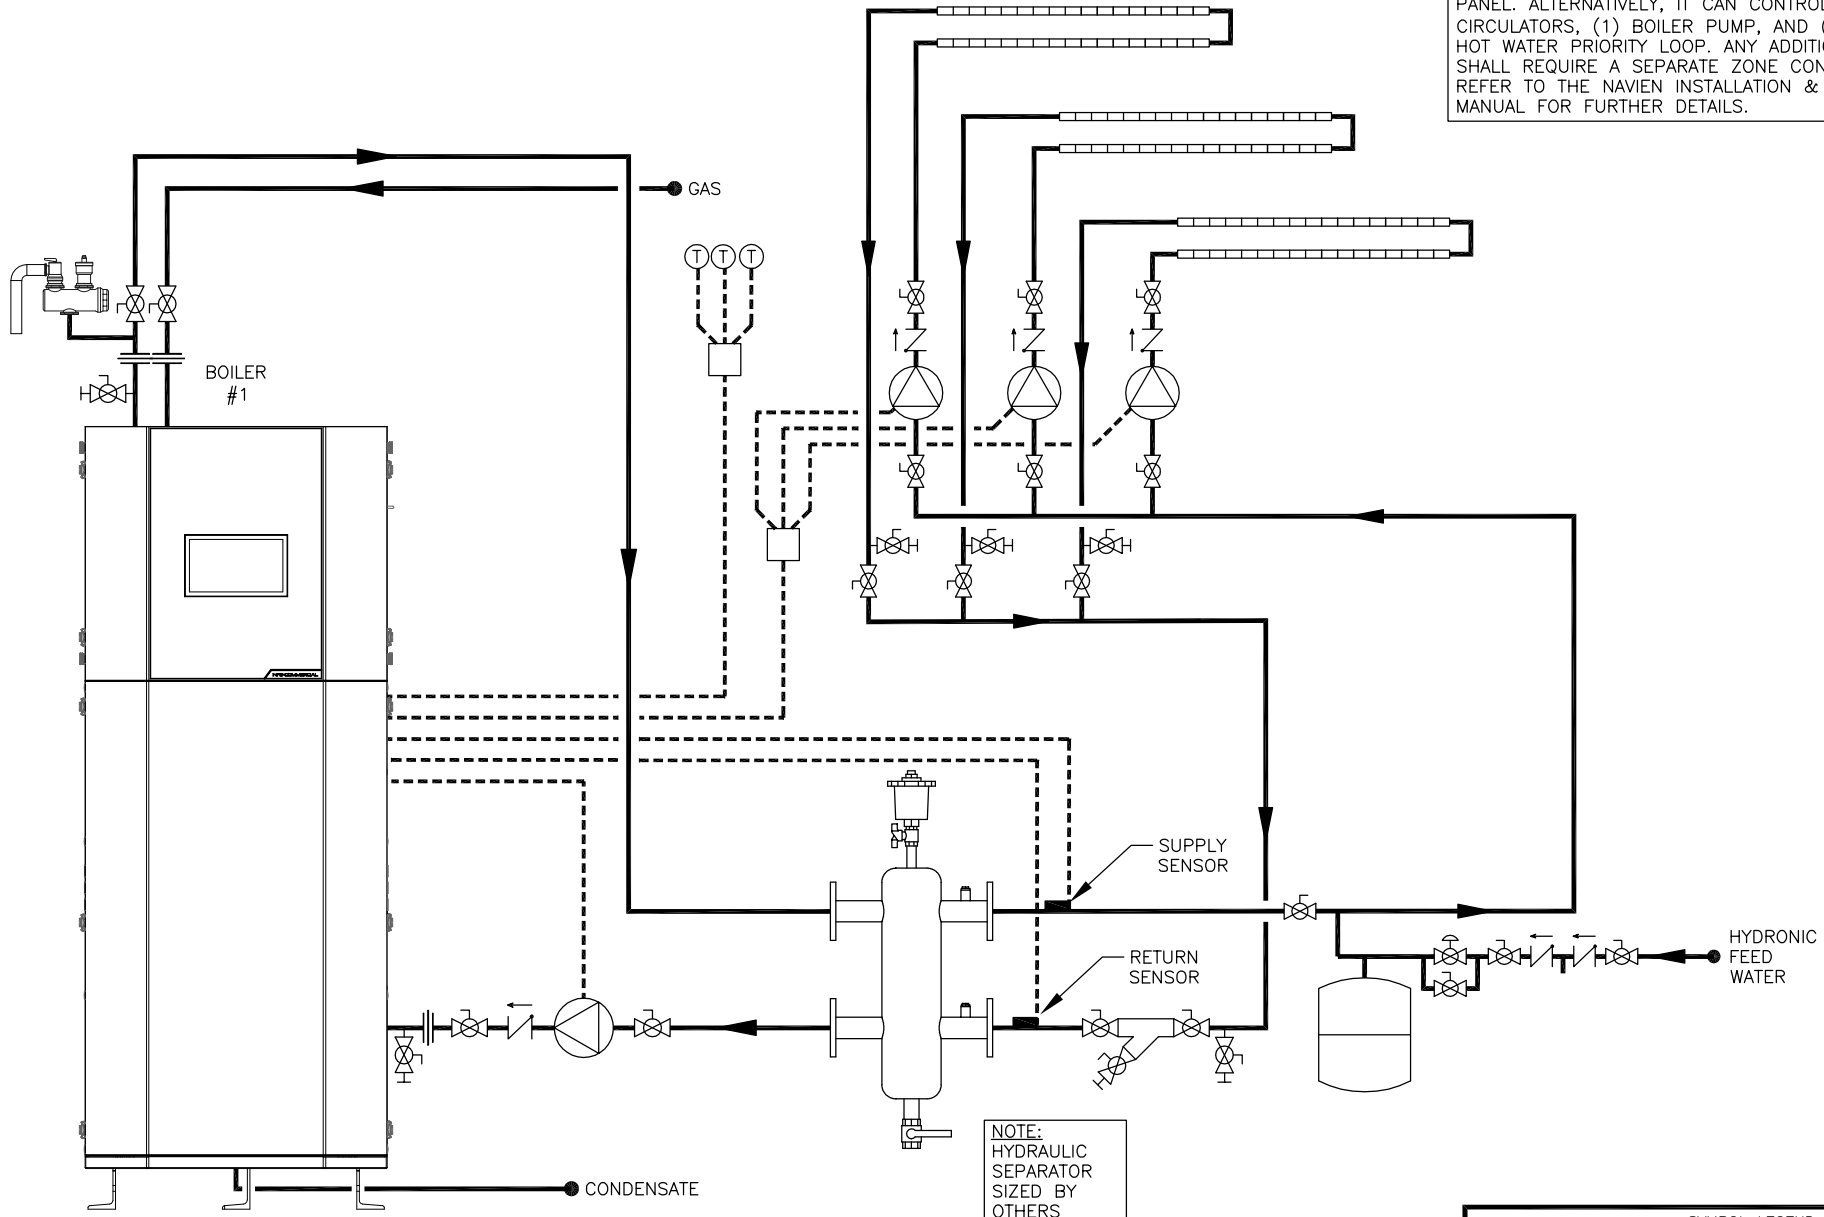 PANEL. ALTERNATIVELY, IT CAN CONTROL
CIRCULATORS, (1) BOILER PUMP, AND (
HOT WATER PRIORITY LOOP. ANY
SHALL REQUIRE A SEPARATE ZONE
REFER TO THE NAVIEN INSTALLATION &
MANUAL FOR FURTHER DETAILS.
GAS
T T T
BOILER
#1
SUPPLY
SENSOR
RETURN
SENSOR
HYDRONIC
FEED
WATER
NOTE:
HYDRAULIC
SEPARATOR
SIZED BY
OTHERS
CONDENSATE